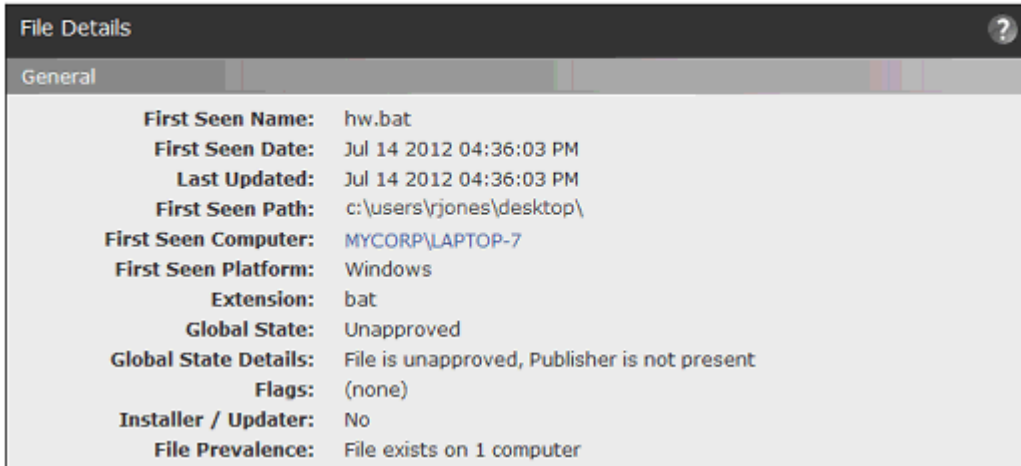 File Details
?
General
First Seen Name: hw.bat
First Seen Date: Jul 14 2012 04:36:03 PM
Last Updated: Jul 14 2012 04:36:03 PM
First Seen Path: c:\users\rjones\desktop\
First Seen Computer: MYCORP\LAPTOP-7
First Seen Platform: Windows
Extension: bat
Global State: Unapproved
Global State Details: File is unapproved, Publisher is not present
Flags: (none)
Installer / Updater: No
File Prevalence: File exists on 1 computer